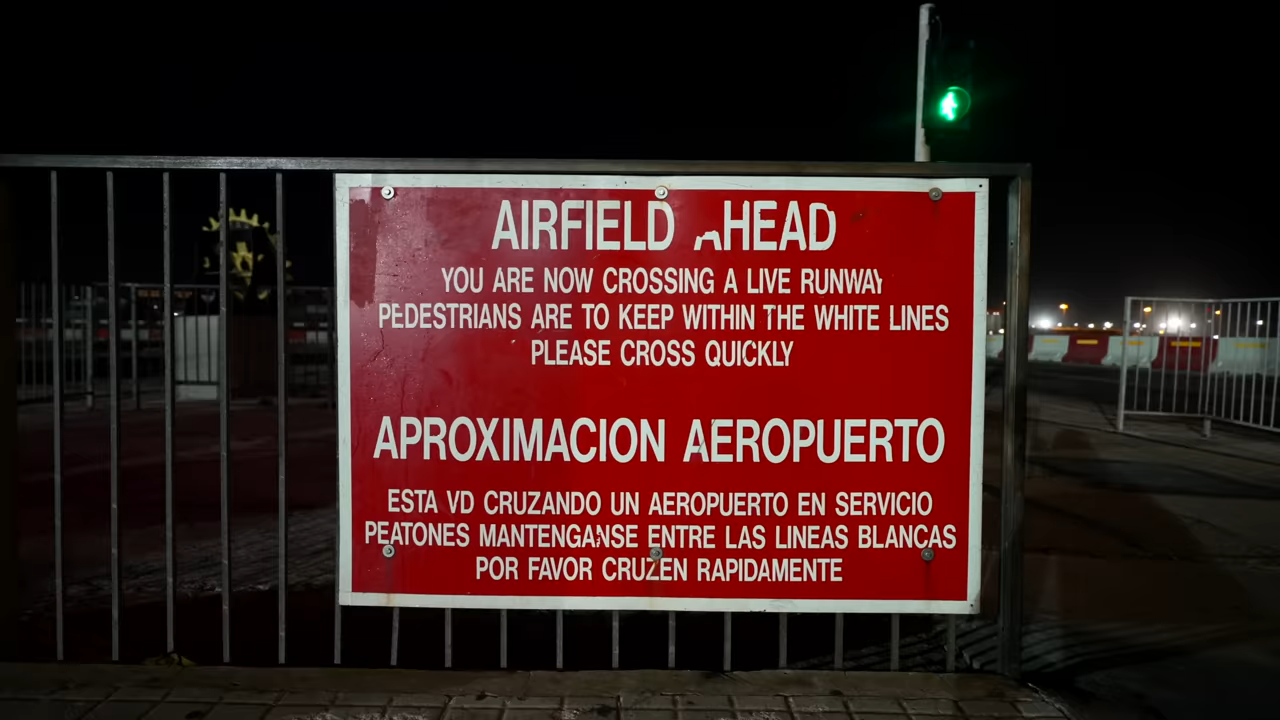 AIRFIELD AHEAD
YOU ARE NOW CROSSING A LIVE RUNWAY
PEDESTRIANS ARE TO KEEP WITHIN THE WHITE LINES
PLEASE CROSS QUICKLY
APROXIMACION AEROPUERTO
ESTA VD CRUZANDO UN AEROPUERTO EN SERVICIO
PEATONES MANTENGANSE ENTRE LAS LINEAS BLANCAS
POR FAVOR CRUZEN RAPIDAMENTE